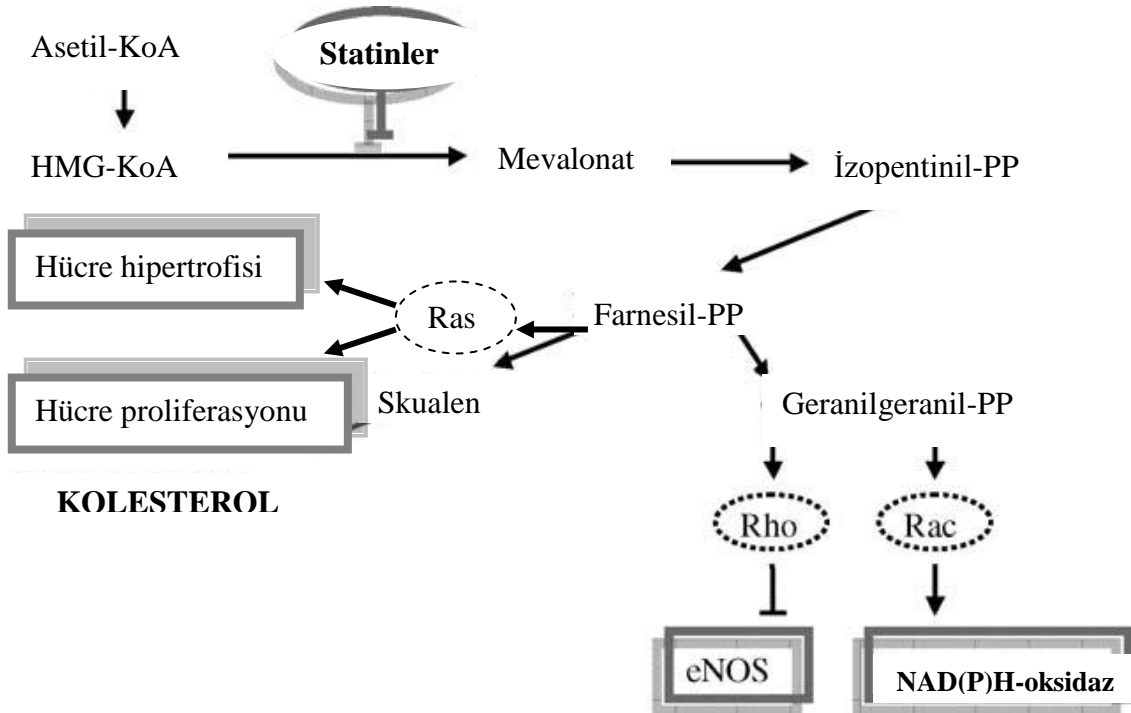 Asetil-KoA
Statinler
HMG-KoA
Mevalonat
İzopentinil-PP
Hücre hipertrofisi
Ras
Farnesil-PP
Hücre proliferasyonu
Skualen
Geranilgeranil-PP
KOLESTEROL
Rho
Rac
eNOS
NAD(P)H-oksidaz